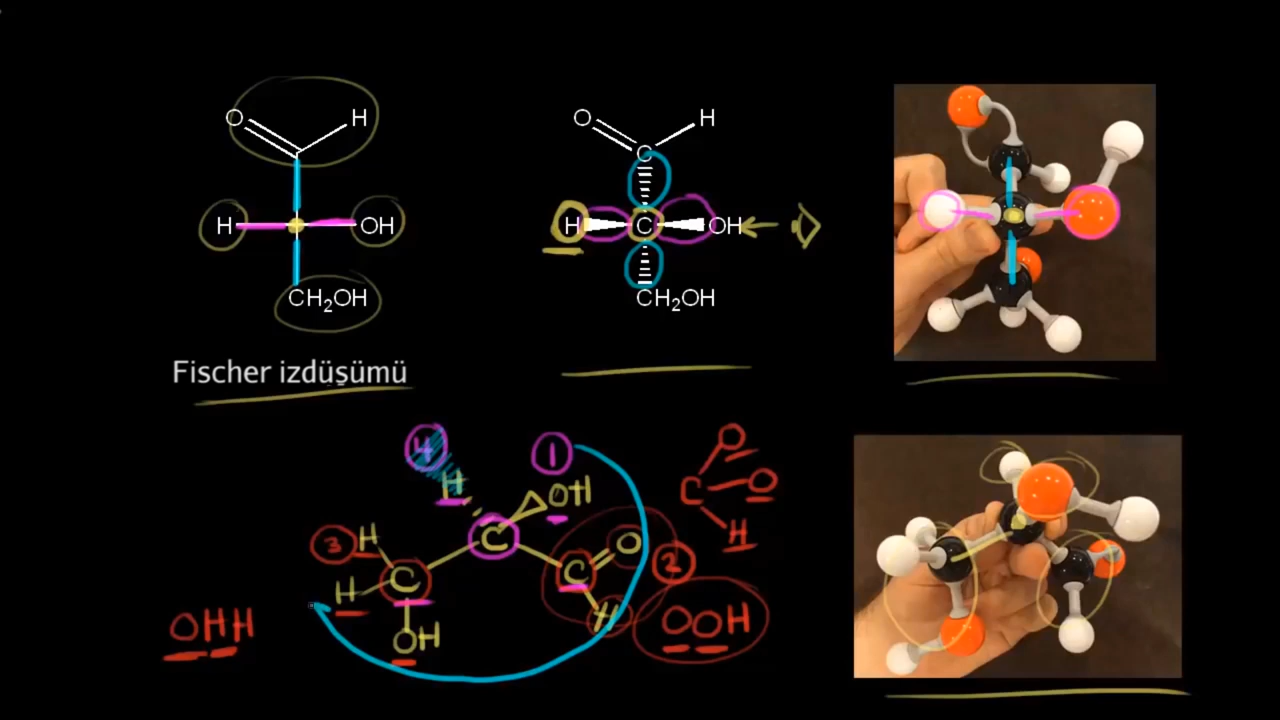 O H
H OH
CH₂OH
Fischer izdüşümü
O H
C
H C OH
CH₂OH
4 1
H OH
C
3 H
H C
OH
C O
H
2
O
C O
H
OHH
OOH